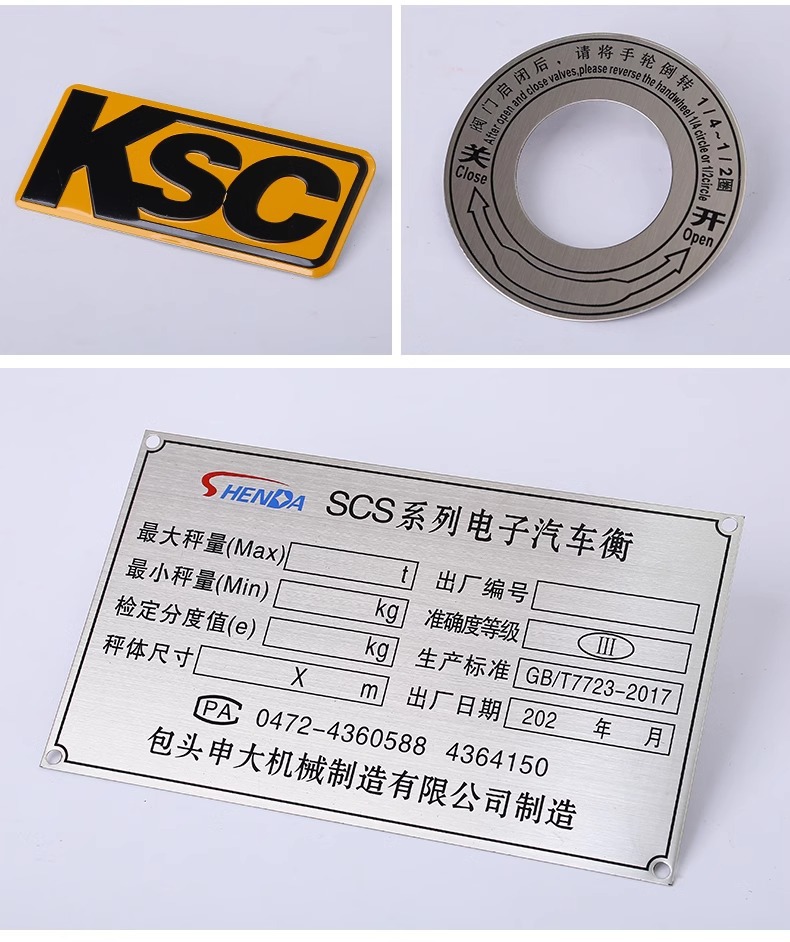 KSC
阀门启闭后，请将手轮倒转 1/4~1/2圈
After open and close valves,please reverse the handwheel 1/4 circle or 1/2circle
关
Close
开
Open
SHENDA SCS系列电子汽车衡
最大秤量(Max) t 出厂编号
最小秤量(Min) kg 准确度等级 III
检定分度值(e) kg 生产标准 GB/T7723-2017
秤体尺寸 X m 出厂日期 202 年 月
PA 0472-4360588 4364150
包头申大机械制造有限公司制造